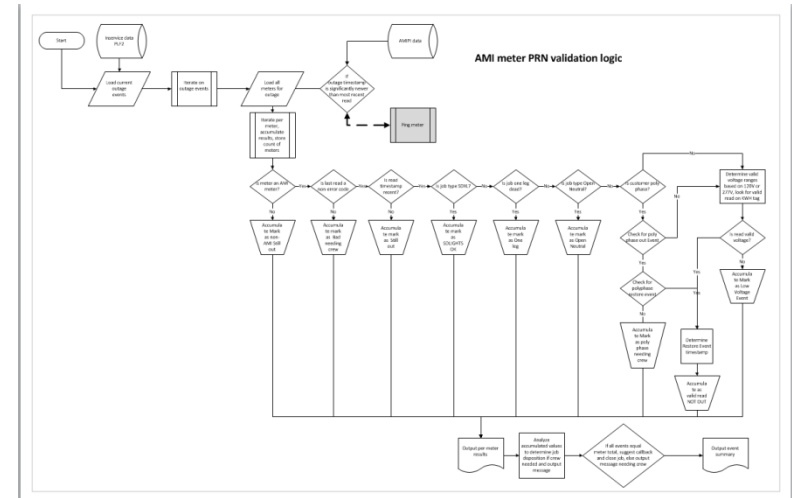 AMI meter PRN validation logic
Start
Inservice data
PLY2
AMIPI data
Load current
outage
events
Iterate on
outage events
Load all
meters for
outage
If
outage timestamp
is significantly newer
than most recent
read
Ping meter
Iterate per
meter,
accumulate
results, store
count of
meters
Is meter an AMI
meter?
Yes
Is last read a
non error code?
Yes
Is read
timestamp
recent?
Yes
Is job type SDXL?
No
Is job one leg
dead?
No
Is job type Open
Neutral?
No
Is customer poly
phase?
No
Determine valid
voltage ranges
based on 120V or
277V, look for valid
read on KWH tag
No
No
No
Yes
Yes
Yes
Yes
No
Accumula
te to Mark
as non
AMI Still
out
Accumula
te to mark
as Bad
needing
crew
Accumula
te to mark
as Still
out
Accumula
te to mark
as
SDLIGHTS
OK
Accumula
te to mark
as One
leg
Accumula
te to mark
as Open
Neutral
Check for poly
phase out Event
Is read valid
voltage?
Yes
Yes
No
Check for
polyphase
restore event
Yes
Accumula
te to Mark
as Low
Voltage
Event
No
Accumula
te to Mark
as poly
phase
needing
crew
Determine
Restore Event
timestamp
Accumula
te as
valid read
NOT OUT
Output per meter
results
Analyze
accumulated values
to determine job
deposition if crew
needed and output
message
If all events equal
meter total, suggest callback
and close job, else output
message needing crew
Output event
summary